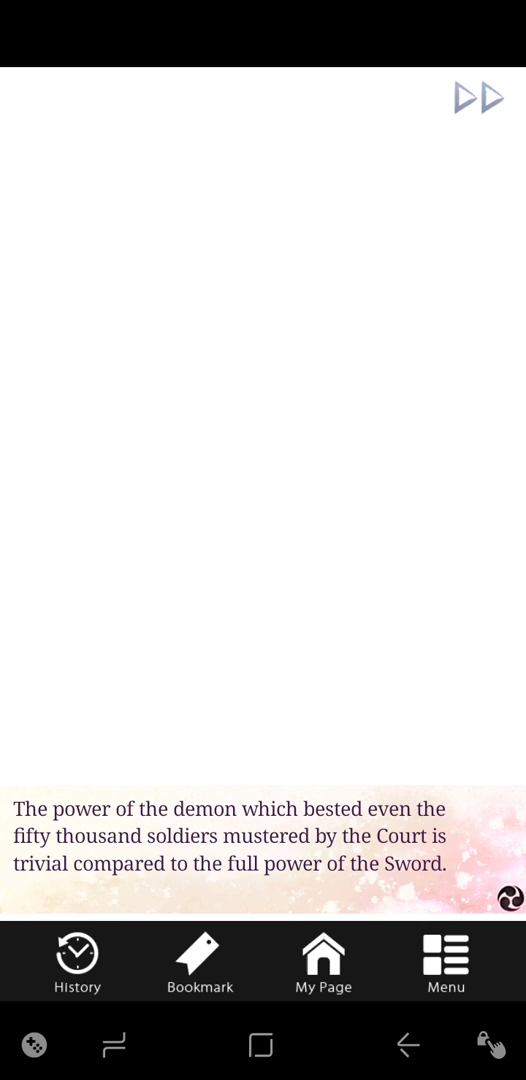 The power of the demon which bested even the
fifty thousand soldiers mustered by the Court is
trivial compared to the full power of the Sword.
History
Bookmark
My Page
Menu